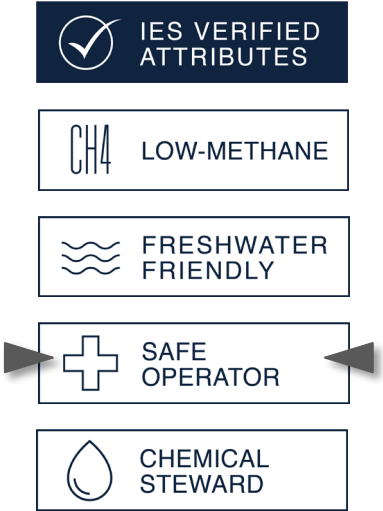 IES VERIFIED
ATTRIBUTES
CH4
LOW-METHANE
FRESHWATER
FRIENDLY
SAFE
OPERATOR
CHEMICAL
STEWARD